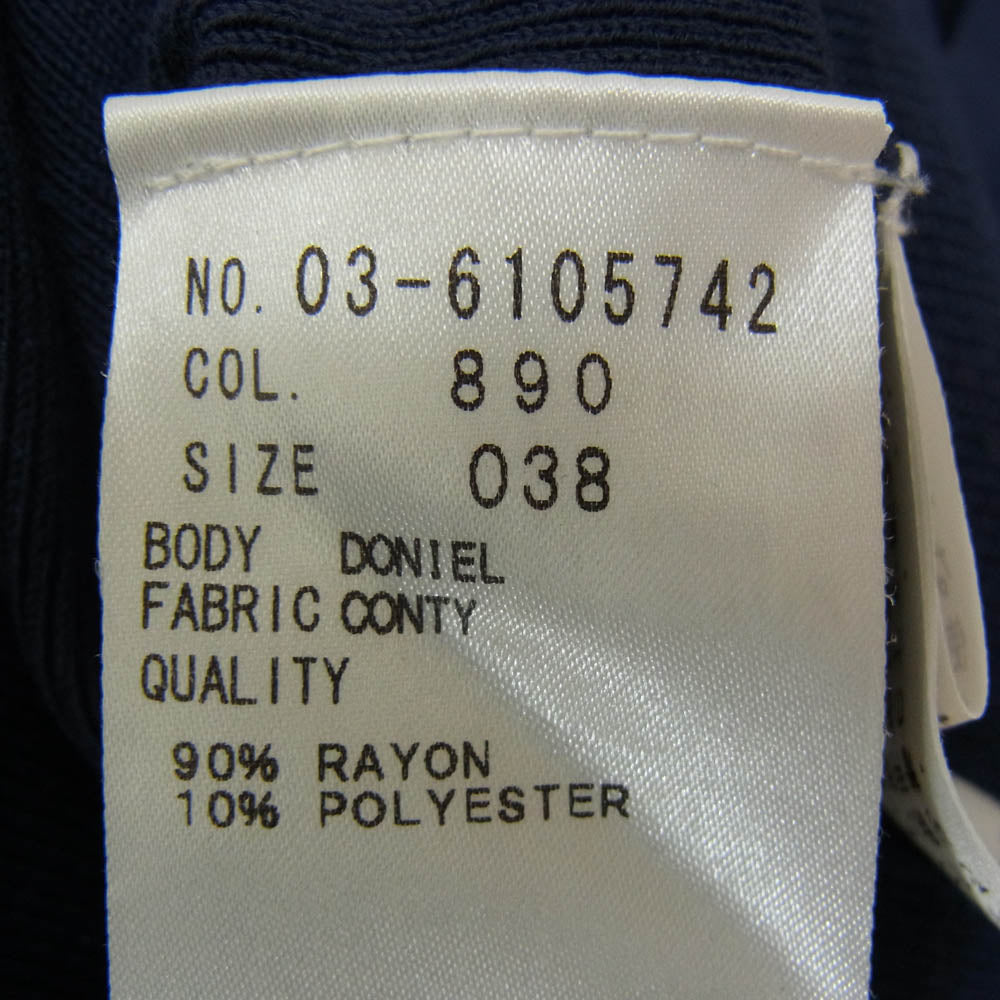 NO. 03-6105742
COL. 890
SIZE 038
BODY DONIEL
FABRIC CONTY
QUALITY
90% RAYON
10% POLYESTER